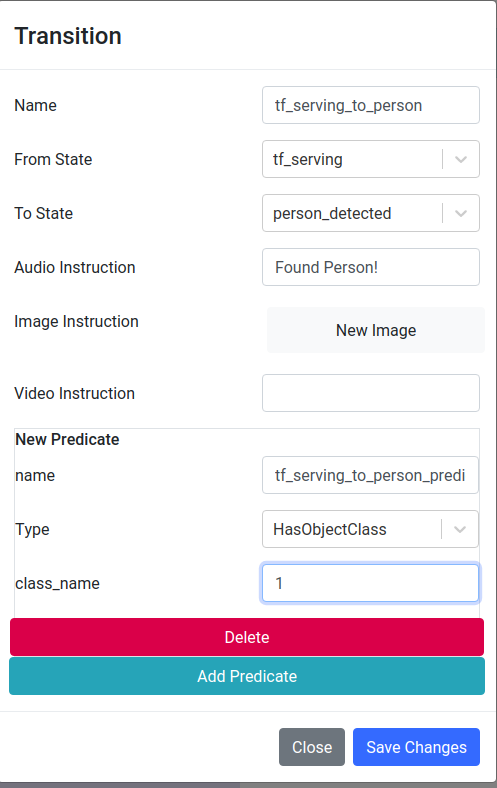 Transition
Name tf_serving_to_person
From State tf_serving
To State person_detected
Audio Instruction Found Person!
Image Instruction New Image
Video Instruction
New Predicate
name tf_serving_to_person_predi
Type HasObjectClass
class_name 1
Delete
Add Predicate
Close Save Changes